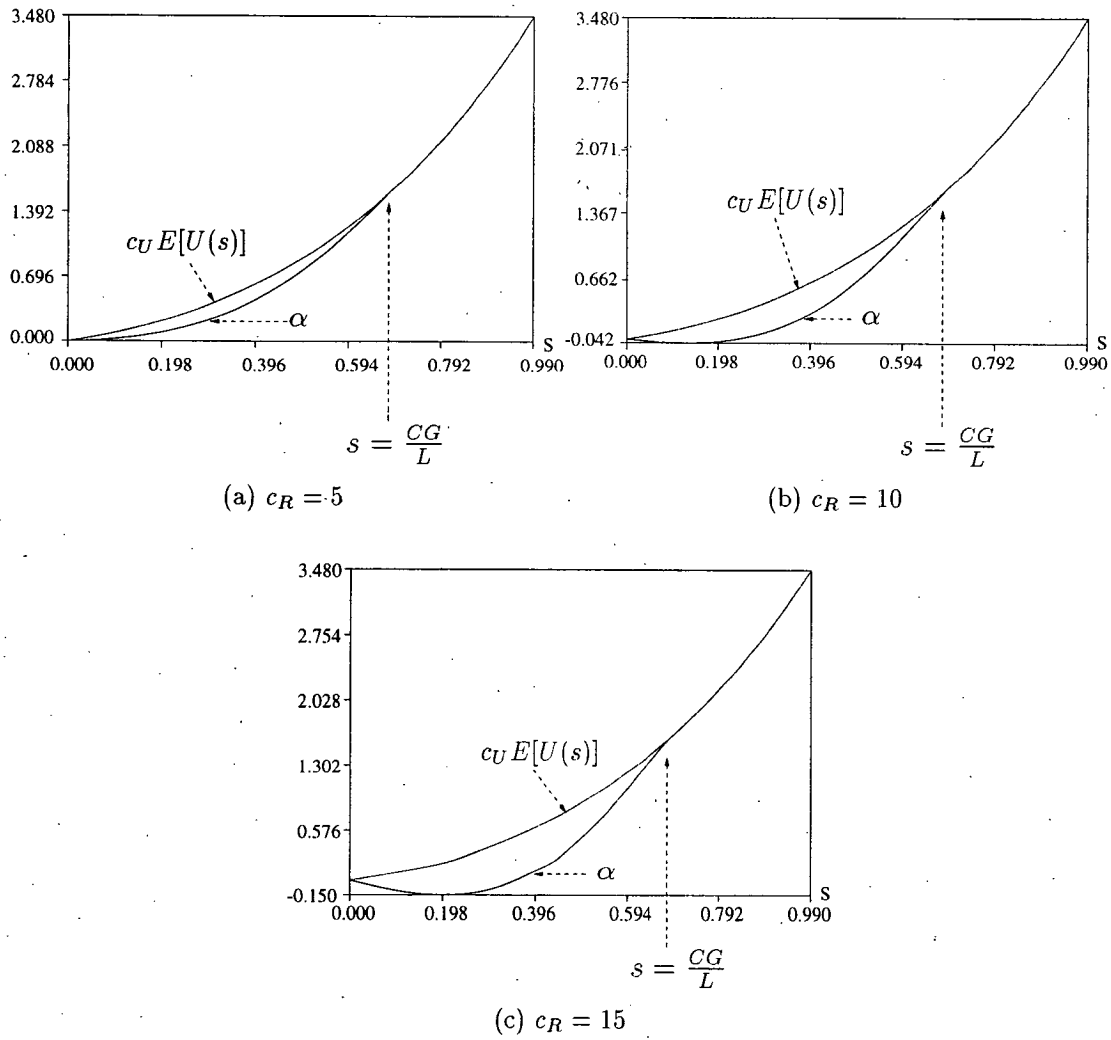 3.480
2.784
2.088
1.392
0.696
0.000
c_U E[U(s)]
α
S
0.000 0.198 0.396 0.594 0.792 0.990
s = CG/L
(a) c_R = 5
3.480
2.776
2.071
1.367
0.662
-0.042
c_U E[U(s)]
α
S
0.000 0.198 0.396 0.594 0.792 0.990
s = CG/L
(b) c_R = 10
3.480
2.754
2.028
1.302
0.576
-0.150
c_U E[U(s)]
α
S
0.000 0.198 0.396 0.594 0.792 0.990
s = CG/L
(c) c_R = 15